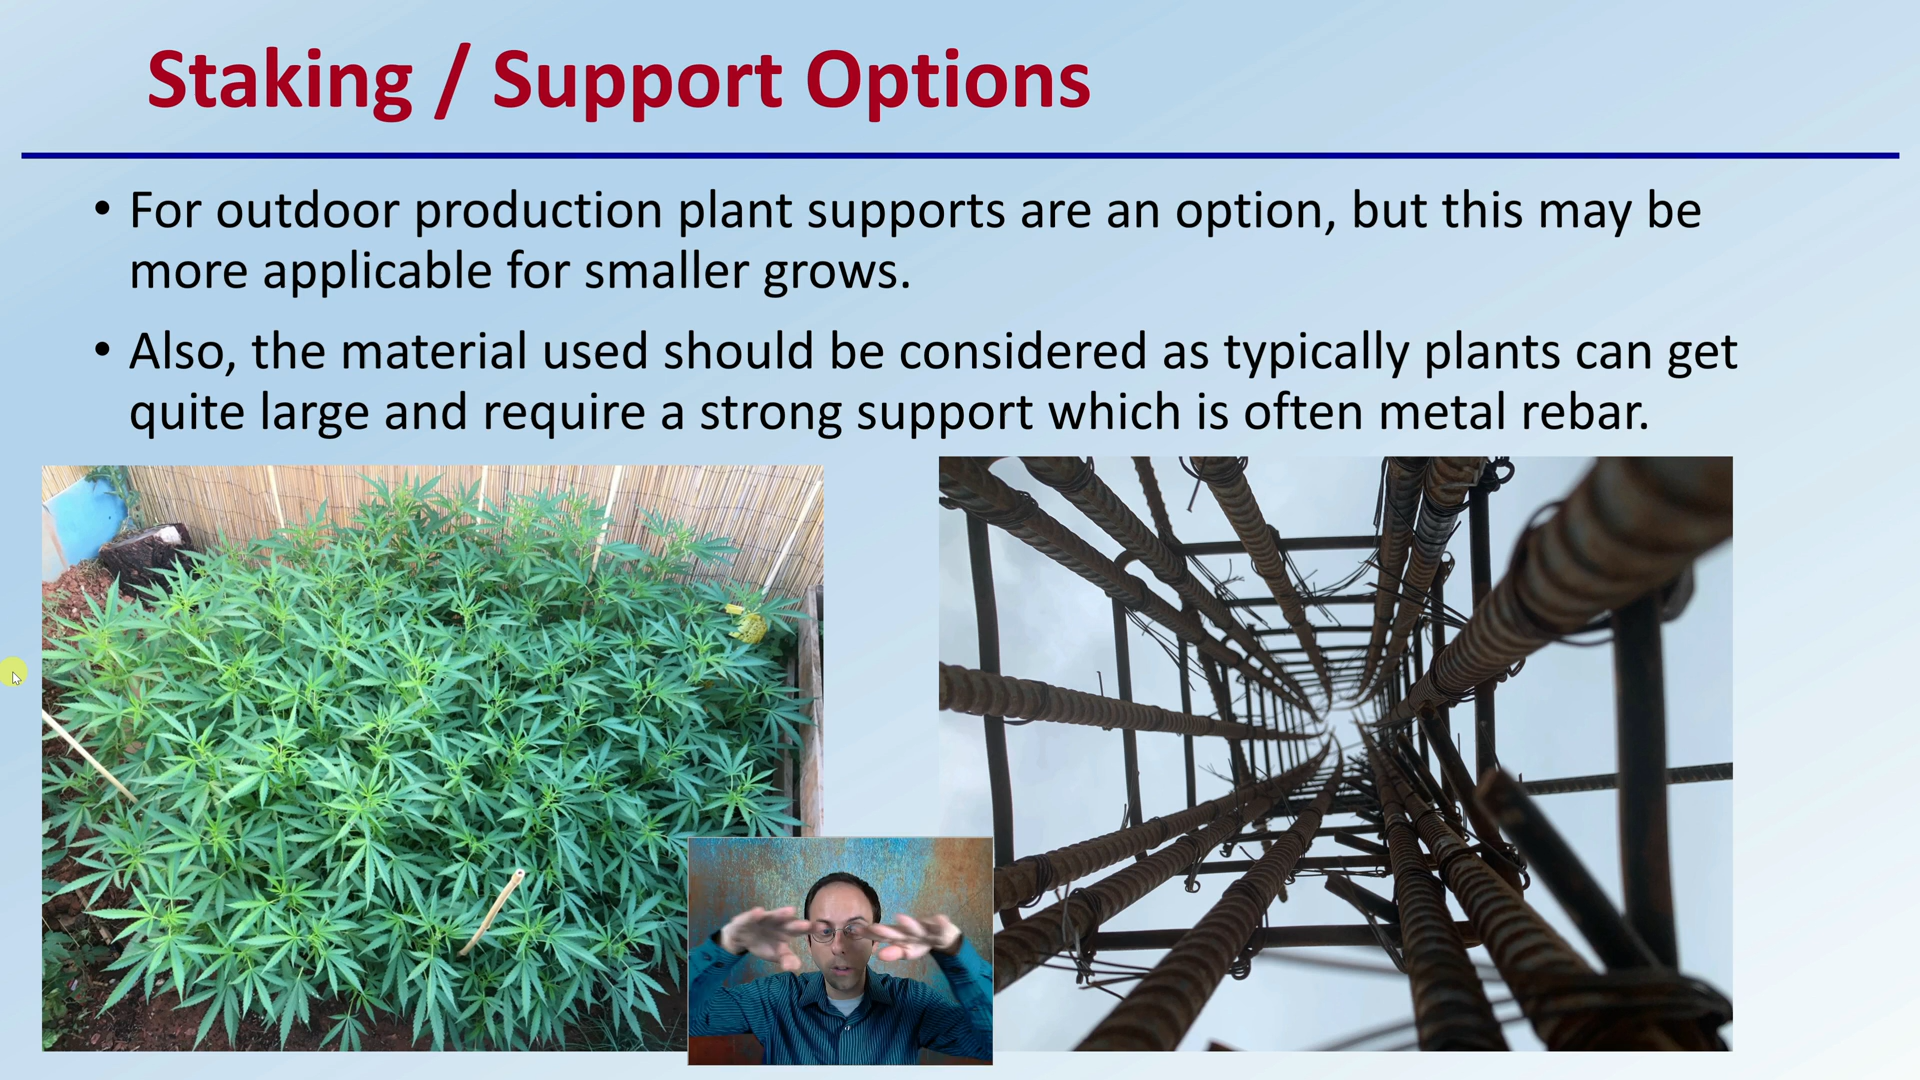 Staking / Support Options
• For outdoor production plant supports are an option, but this may be
more applicable for smaller grows.
• Also, the material used should be considered as typically plants can get
quite large and require a strong support which is often metal rebar.